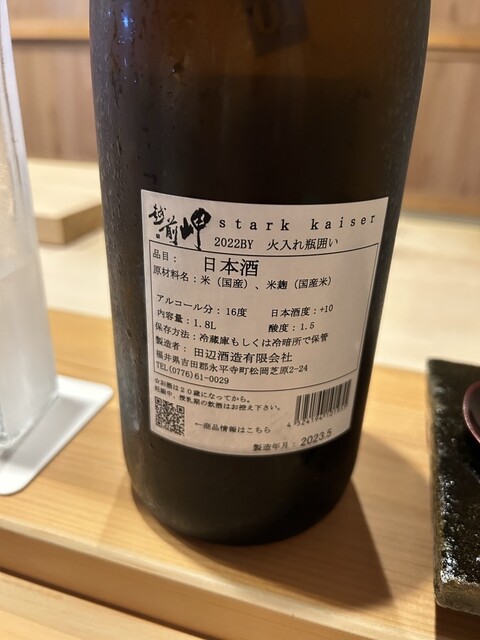 越前岬 stark kaiser
2022BY 火入れ瓶囲い
品目： 日本酒
原材料名：米（国産）、米麹（国産米）
アルコール分：16度 日本酒度：+10
内容量：1.8L 酸度：1.5
保存方法：冷蔵庫もしくは冷暗所で保管
製造者： 田辺酒造有限会社
福井県吉田郡永平寺町松岡芝原2-24
TEL(0776)61-0029
☆お酒は２０歳になってから。
妊娠中、授乳期の飲酒はお控え下さい。
←商品情報はこちら
製造年月：2023.5